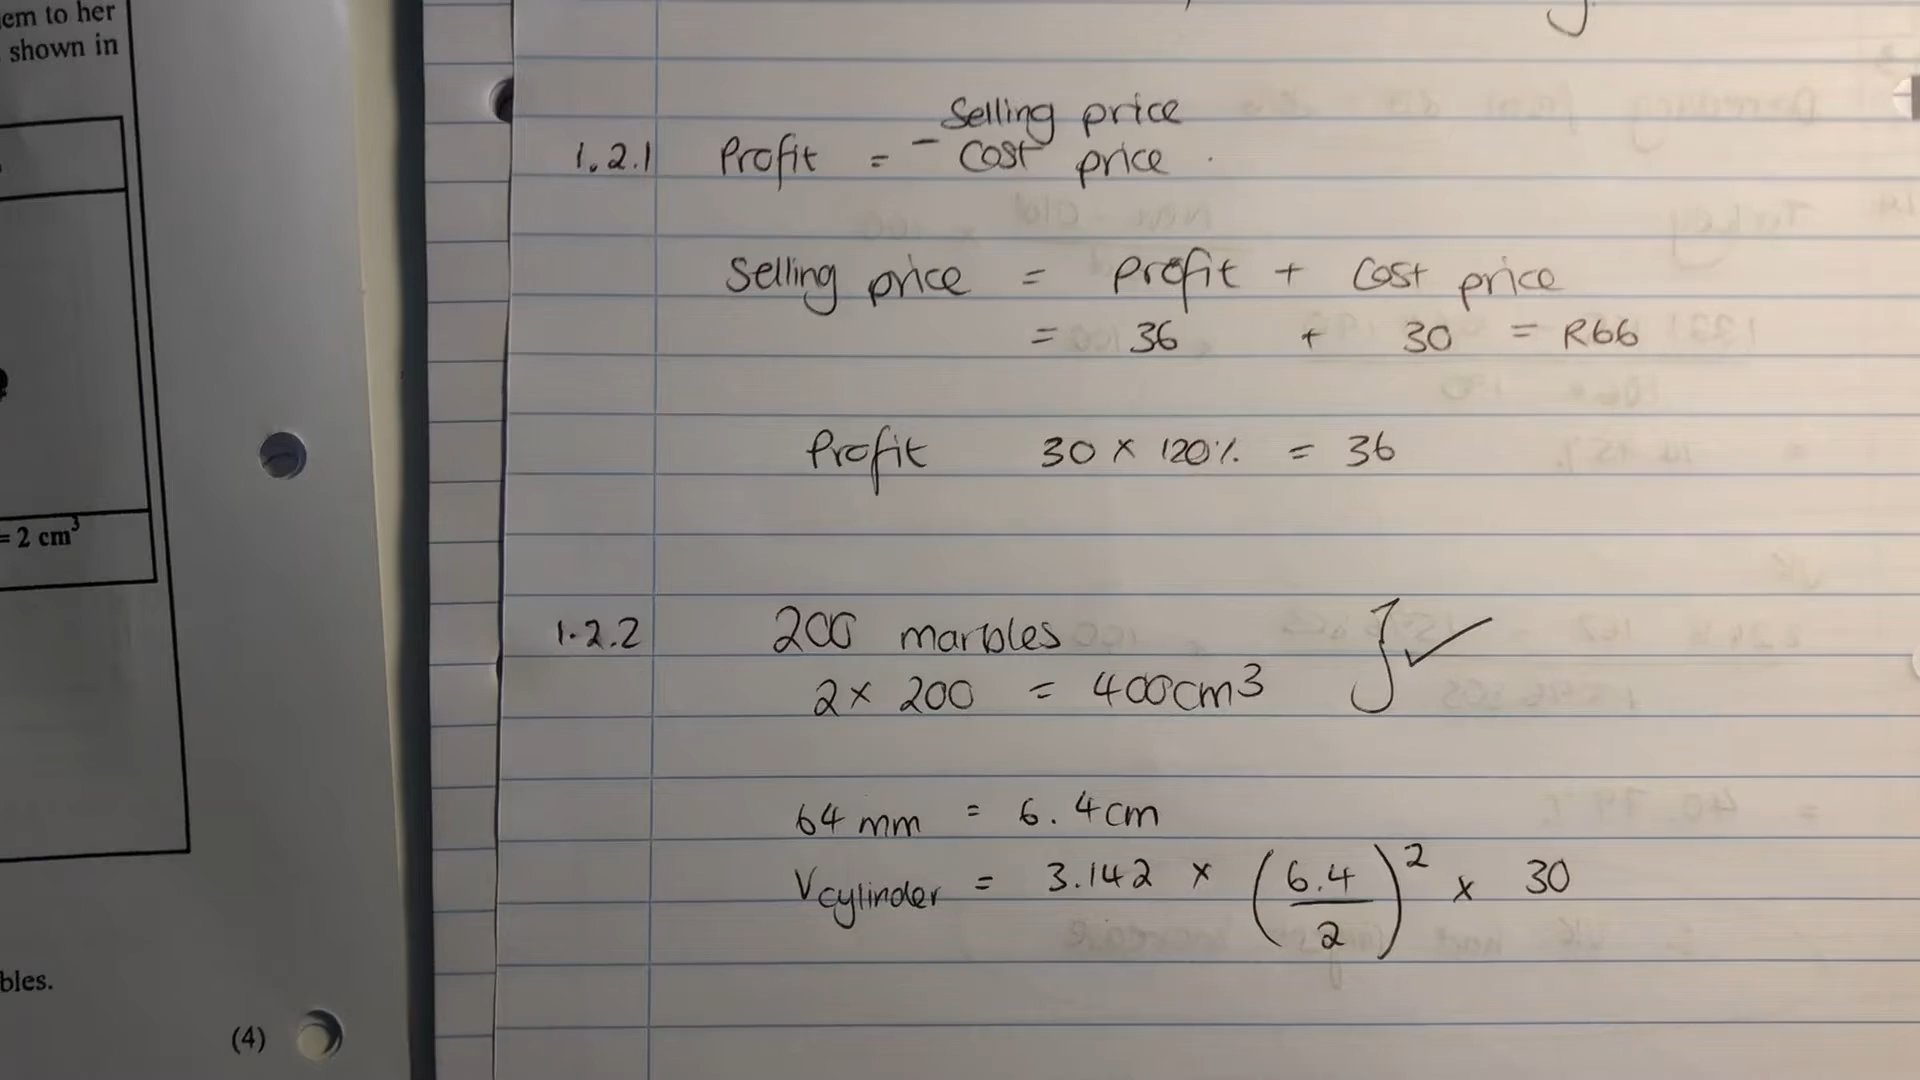 em to her
shown in
= 2 cm³
bles.
(4)
1.2.1 Profit = Selling price
- Cost price
Selling price = profit + Cost price
= 36 + 30 = R66
Profit 30 × 120% = 36
1.2.2 200 marbles
2 × 200 = 400cm3
64 mm = 6.4cm
Vcylinder = 3.142 × (6.4/2)² × 30